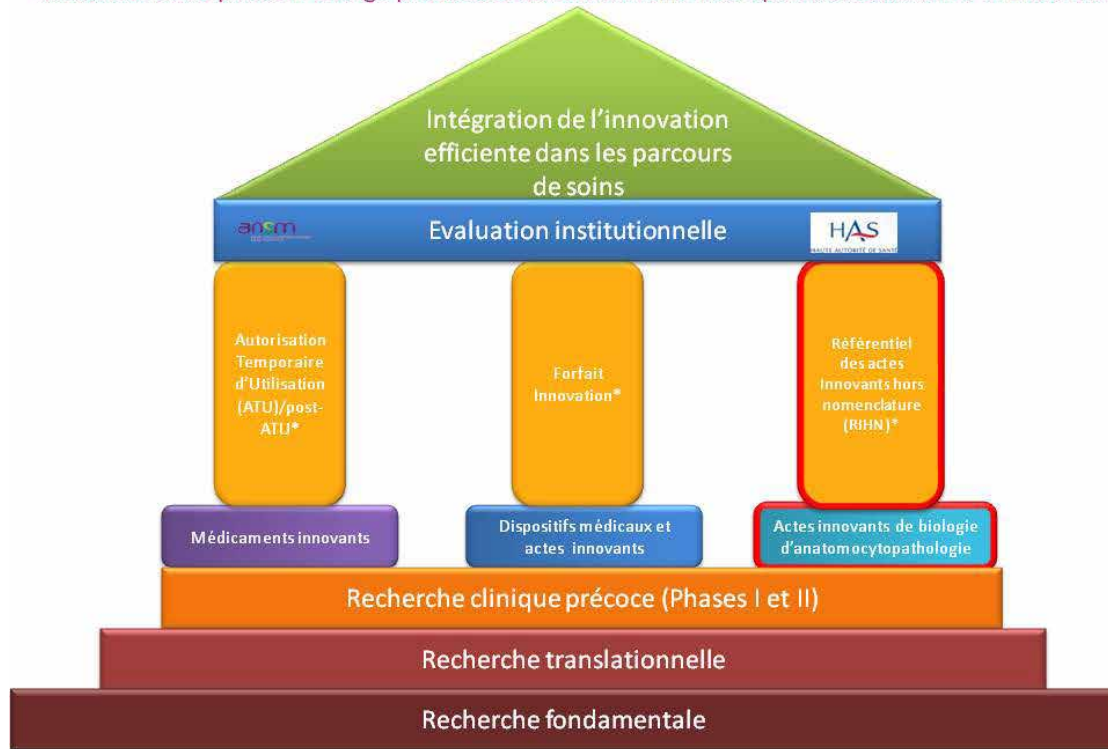 Intégration de l'innovation
efficiente dans les parcours
de soins
ansm
Evaluation institutionnelle
HAS
HAUTE AUTORITÉ DE SANTÉ
Autorisation
Temporaire
d'Utilisation
(ATU)/post-
ATU*
Forfait
Innovation*
Référentiel
des actes
Innovants hors
nomenclature
(RIHN)*
Médicaments innovants
Dispositifs médicaux et
actes innovants
Actes innovants de biologie
d'anatomocytopathologie
Recherche clinique précoce (Phases I et II)
Recherche translationnelle
Recherche fondamentale